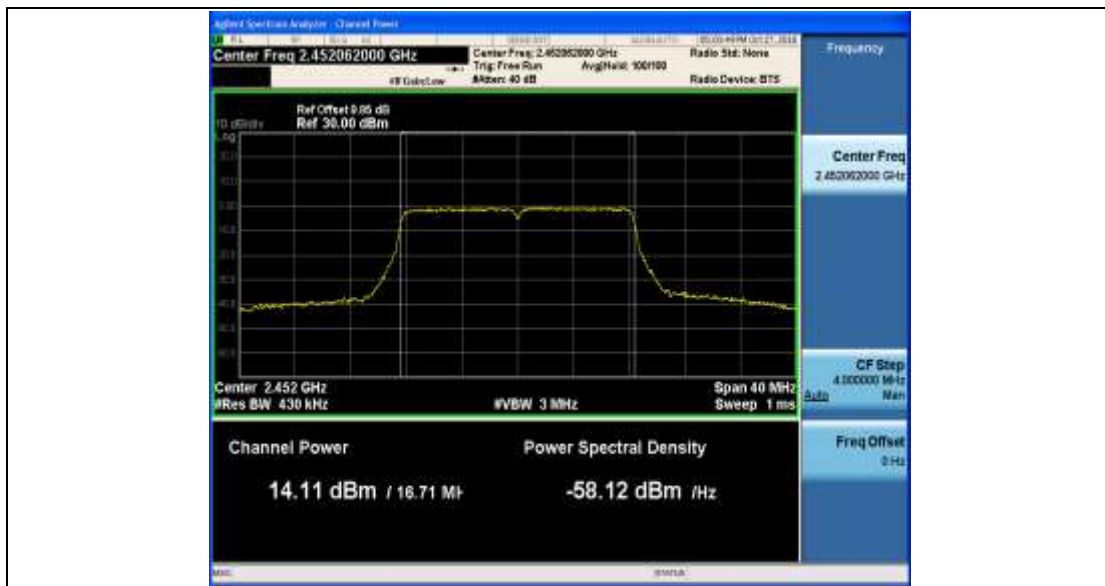 Agilent Spectrum Analyzer - Channel Power
Center Freq 2.452062000 GHz
Center Freq: 2.452062000 GHz
Radio Std: None
Trig: Free Run Avg|Hold: 100/100
#IFGain:Low #Atten: 40 dB Radio Device: BTS
Ref Offset 9.85 dB
10 dB/div Ref 30.00 dBm
Log
Center 2.452 GHz Span 40 MHz
#Res BW 430 kHz #VBW 3 MHz Sweep 1 ms
Channel Power Power Spectral Density
14.11 dBm / 16.71 MH -58.12 dBm /Hz
Frequency
Center Freq
2.452062000 GHz
CF Step
4.000000 MHz
Auto Man
Freq Offset
0 Hz
MSG STATUS